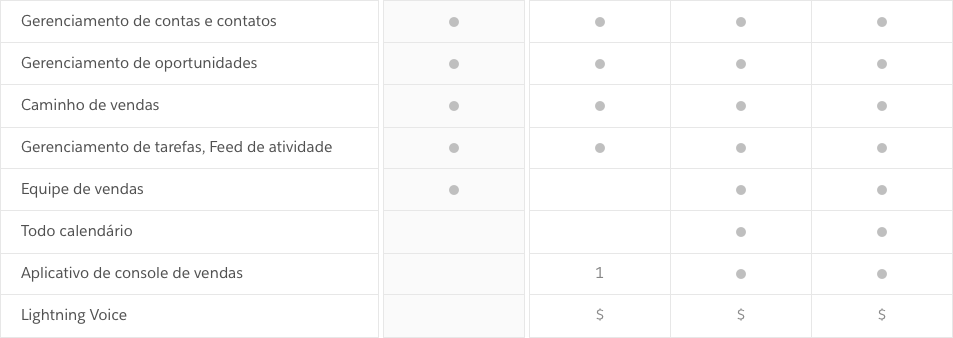 Gerenciamento de contas e contatos
Gerenciamento de oportunidades
Caminho de vendas
Gerenciamento de tarefas, Feed de atividade
Equipe de vendas
Todo calendário
Aplicativo de console de vendas 1
Lightning Voice $ $ $